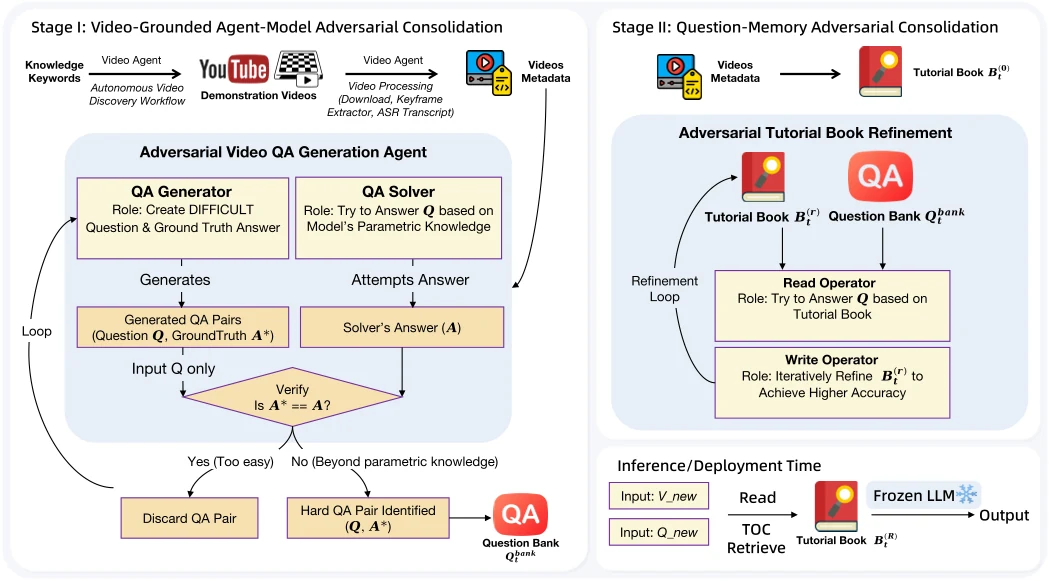 Stage I: Video-Grounded Agent-Model Adversarial Consolidation
Knowledge
Keywords
Video Agent
Autonomous Video
Discovery Workflow
YouTube
Demonstration Videos
Video Agent
Video Processing
(Download, Keyframe
Extractor, ASR Transcript)
Videos
Metadata
Adversarial Video QA Generation Agent
QA Generator
Role: Create DIFFICULT
Question & Ground Truth Answer
QA Solver
Role: Try to Answer Q based on
Model's Parametric Knowledge
Generates
Attempts Answer
Generated QA Pairs
(Question Q, GroundTruth A*)
Solver's Answer (A)
Loop
Input Q only
Verify
Is A* == A?
Yes (Too easy)
No (Beyond parametric knowledge)
Discard QA Pair
Hard QA Pair Identified
(Q, A*)
QA
Question Bank
Q_t^{bank}
Stage II: Question-Memory Adversarial Consolidation
Videos
Metadata
Tutorial Book B_t^{(0)}
Adversarial Tutorial Book Refinement
QA
Tutorial Book B_t^{(r)}
Question Bank Q_t^{bank}
Refinement
Loop
Read Operator
Role: Try to Answer Q based on
Tutorial Book
Write Operator
Role: Iteratively Refine B_t^{(r)} to
Achieve Higher Accuracy
Inference/Deployment Time
Input: V_new
Input: Q_new
Read
TOC
Retrieve
Tutorial Book B_t^{(R)}
Frozen LLM
Output